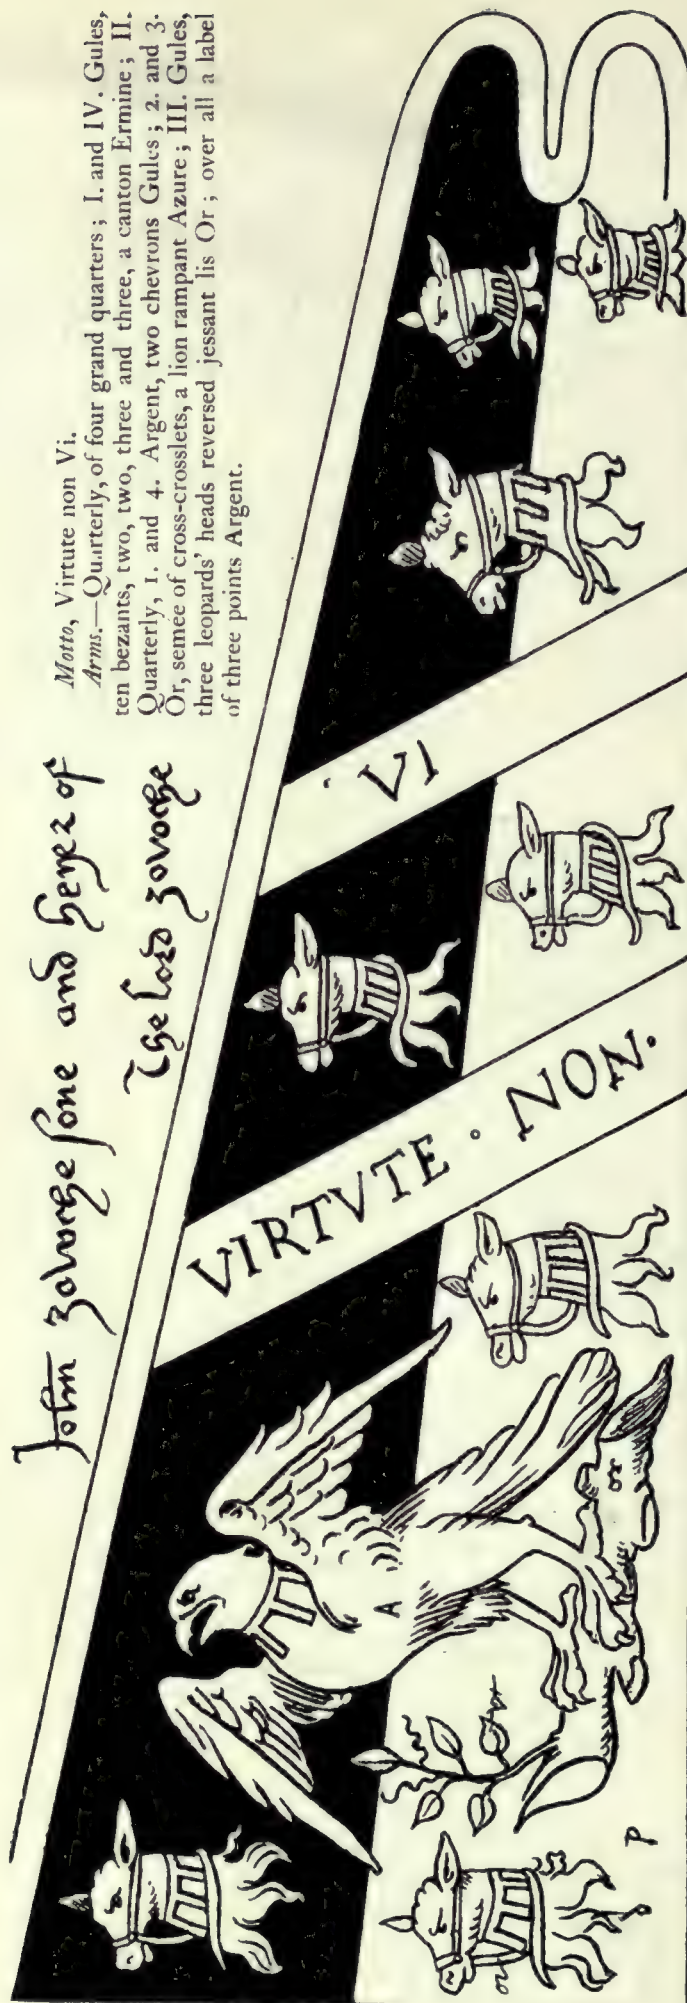 John zowche sone and heyre of
The Lord zowche
Motto, Virtute non Vi.
Arms.—Quarterly, of four grand quarters; I. and IV. Gules,
ten bezants, two, two, three and three, a canton Ermine; II.
Quarterly, 1. and 4. Argent, two chevrons Gules; 2. and 3.
Or, semee of cross-crosslets, a lion rampant Azure; III. Gules,
three leopards' heads reversed jessant lis Or; over all a label
of three points Argent.
VIRTVTE · NON.
VI ·
A
or
or
P